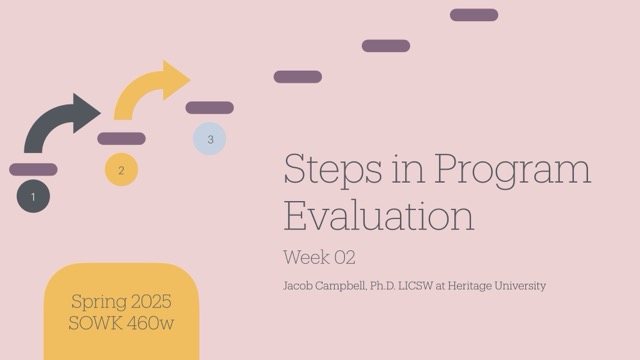 1
2
3
Steps in Program
Evaluation
Week 02
Jacob Campbell, Ph.D. LICSW at Heritage University
Spring 2025
SOWK 460w